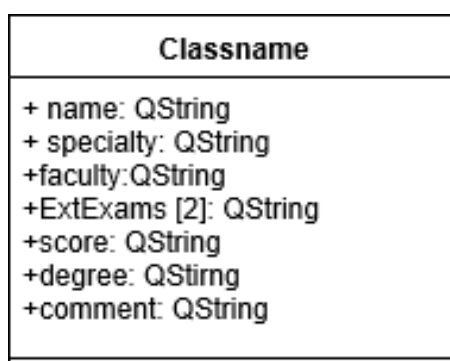 Classname
+ name: QString
+ specialty: QString
+faculty:QString
+ExtExams [2]: QString
+score: QString
+degree: QStirng
+comment: QString